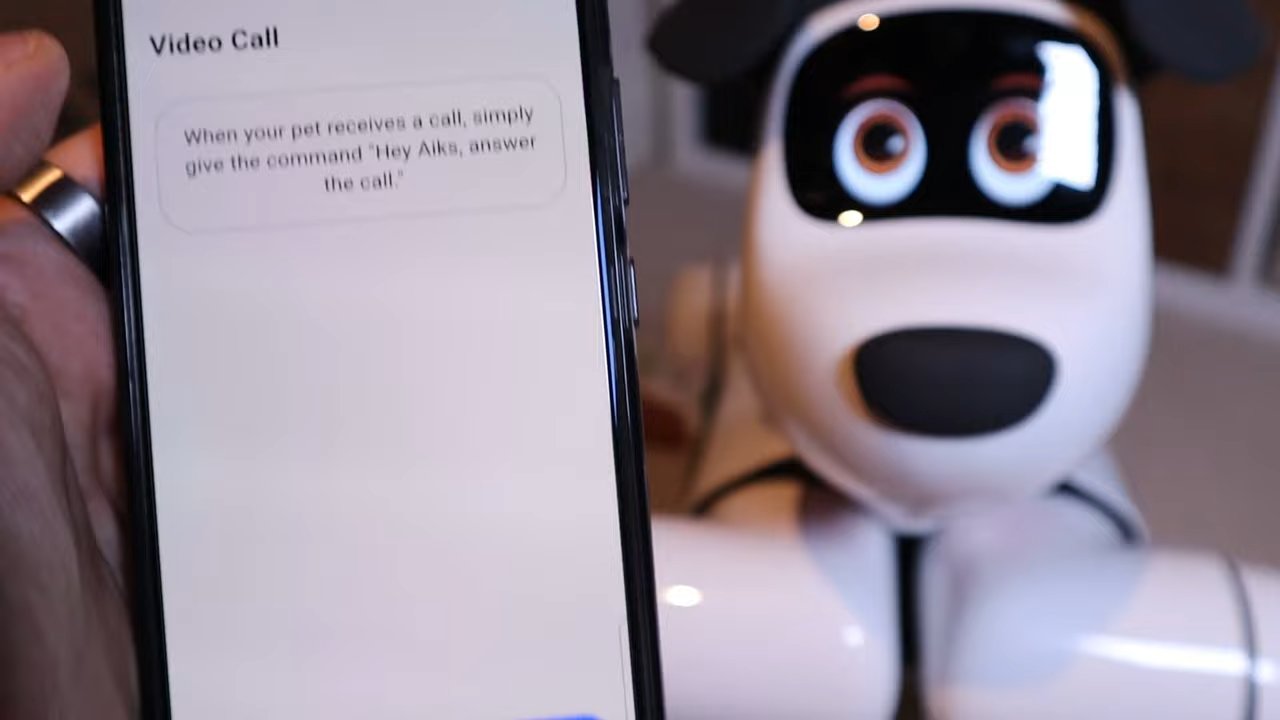 Video Call
When your pet receives a call, simply
give the command "Hey Aiks, answer
the call."